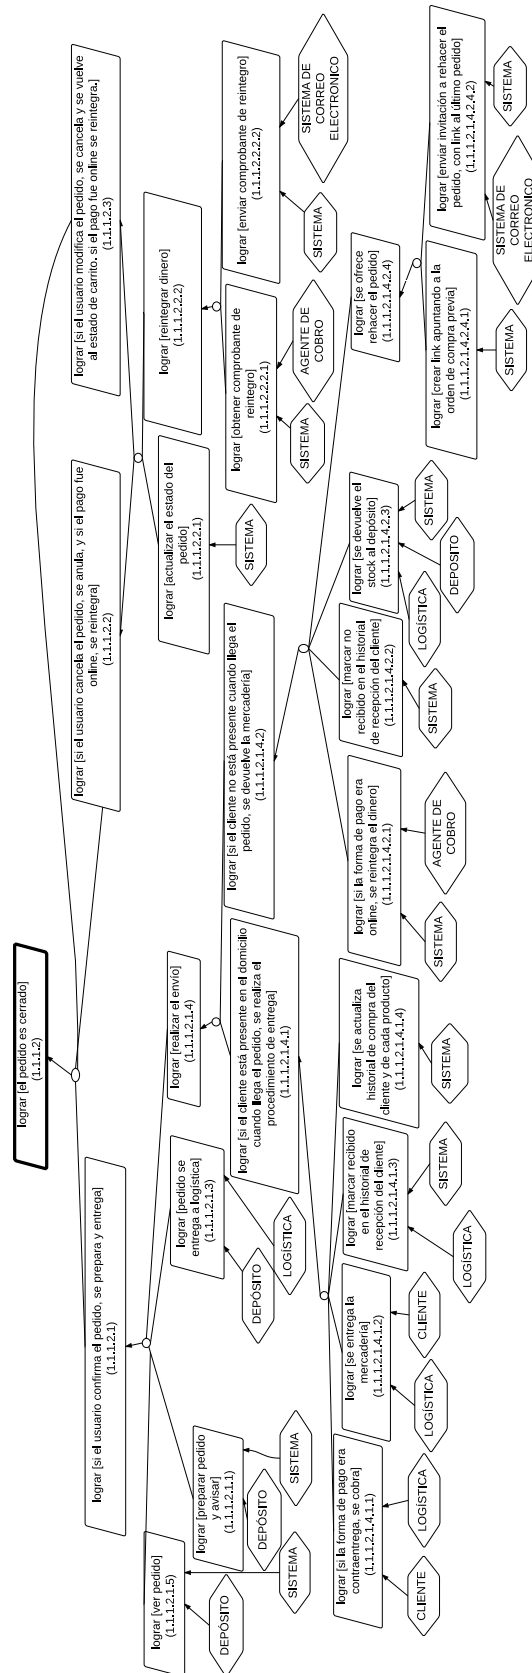 lograr [el pedido es cerrado]
(1.1.1.2)
lograr [si el usuario confirma el pedido, se prepara y entrega]
(1.1.1.2.1)
lograr [si el usuario cancela el pedido, se anula, y si el pago fue
online, se reintegra]
(1.1.1.2.2)
lograr [si el usuario modifica el pedido, se cancela y se vuelve
al estado de carrito, si el pago fue online se reintegra.]
(1.1.1.2.3)
lograr [ver pedido]
(1.1.1.2.1.5)
DEPÓSITO
SISTEMA
lograr [preparar pedido
y avisar]
(1.1.1.2.1.1)
DEPÓSITO
SISTEMA
lograr [pedido se
entrega a logística]
(1.1.1.2.1.3)
DEPÓSITO
LOGÍSTICA
lograr [realizar el envío]
(1.1.1.2.1.4)
lograr [actualizar el estado del
pedido]
(1.1.1.2.2.1)
SISTEMA
lograr [reintegrar dinero]
(1.1.1.2.2.2)
lograr [obtener comprobante de
reintegro]
(1.1.1.2.2.2.1)
SISTEMA
AGENTE DE
COBRO
lograr [enviar comprobante de reintegro]
(1.1.1.2.2.2.2)
SISTEMA
SISTEMA DE
CORREO
ELECTRONICO
lograr [si el cliente está presente en el domicilio
cuando llega el pedido, se realiza el
procedimiento de entrega]
(1.1.1.2.1.4.1)
lograr [si el cliente no está presente cuando llega el
pedido, se devuelve la mercadería]
(1.1.1.2.1.4.2)
lograr [si la forma de pago era
contraentrega, se cobra]
(1.1.1.2.1.4.1.1)
CLIENTE
LOGÍSTICA
lograr [se entrega la
mercadería]
(1.1.1.2.1.4.1.2)
LOGÍSTICA
CLIENTE
lograr [marcar recibido
en el historial de
recepción del cliente]
(1.1.1.2.1.4.1.3)
LOGÍSTICA
SISTEMA
lograr [se actualiza
historial de compra del
cliente y de cada producto]
(1.1.1.2.1.4.1.4)
SISTEMA
lograr [si la forma de pago era
online, se reintegra el dinero]
(1.1.1.2.1.4.2.1)
SISTEMA
AGENTE DE
COBRO
lograr [marcar no
recibido en el historial
de recepción del cliente]
(1.1.1.2.1.4.2.2)
SISTEMA
lograr [se devuelve el
stock al depósito]
(1.1.1.2.1.4.2.3)
LOGÍSTICA
DEPOSITO
SISTEMA
lograr [se ofrece
rehacer el pedido]
(1.1.1.2.1.4.2.4)
lograr [crear link apuntando a la
orden de compra previa]
(1.1.1.2.1.4.2.4.1)
SISTEMA
lograr [enviar invitación a rehacer el
pedido, con link al último pedido]
(1.1.1.2.1.4.2.4.2)
SISTEMA DE
CORREO
ELECTRONICO
SISTEMA